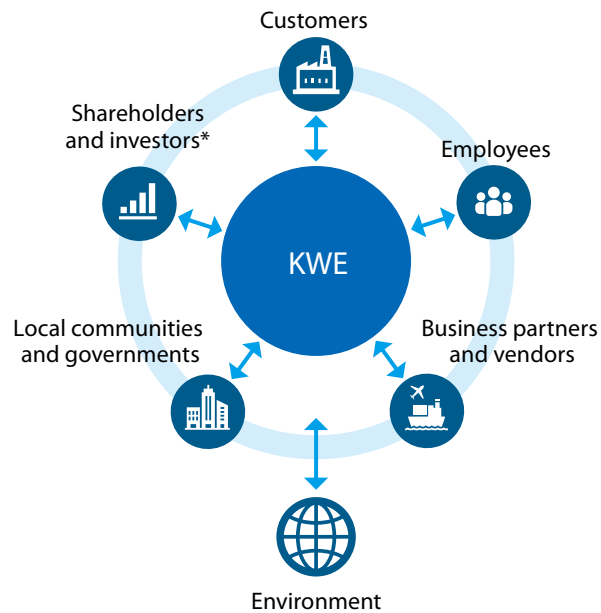 Customers
Shareholders
and investors*
Employees
KWE
Local communities
and governments
Business partners
and vendors
Environment